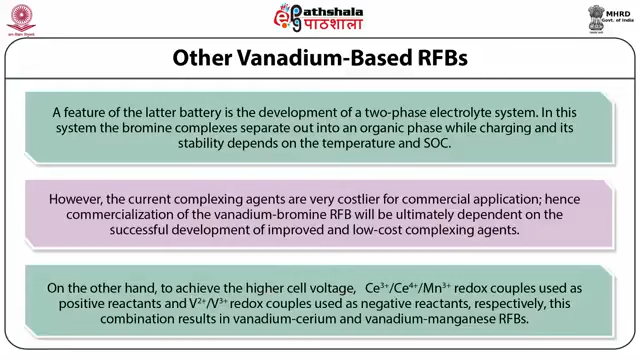 ePathshala
पाठशाला
MHRD
Govt. of India
Other Vanadium-Based RFBs
A feature of the latter battery is the development of a two-phase electrolyte system. In this
system the bromine complexes separate out into an organic phase while charging and its
stability depends on the temperature and SOC.
However, the current complexing agents are very costlier for commercial application; hence
commercialization of the vanadium-bromine RFB will be ultimately dependent on the
successful development of improved and low-cost complexing agents.
On the other hand, to achieve the higher cell voltage, Ce³⁺/Ce⁴⁺/Mn³⁺ redox couples used as
positive reactants and V²⁺/V³⁺ redox couples used as negative reactants, respectively, this
combination results in vanadium-cerium and vanadium-manganese RFBs.